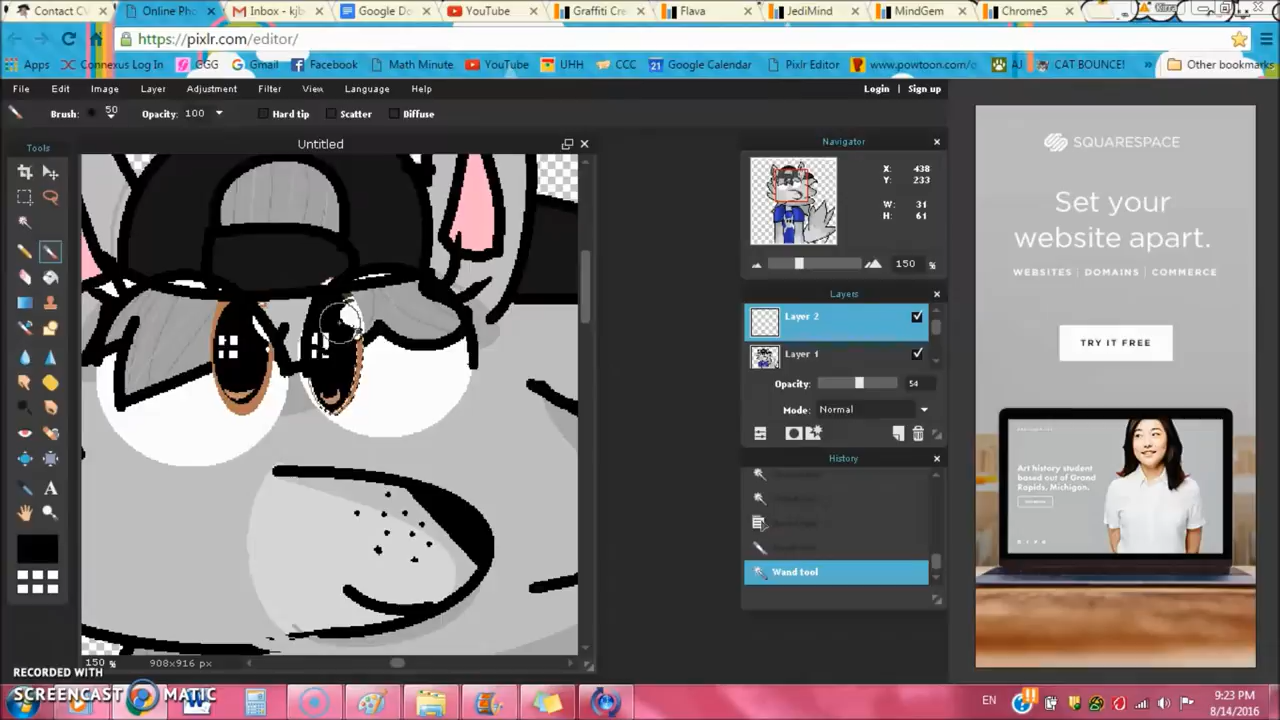 Contact Cv
Online Pho
Inbox - kjb
Google Do
YouTube
Graffiti Cre
Flava
JediMind
MindGem
Chrome5
Kirra
https://pixlr.com/editor/
Apps
Connexus Log In
GGG
Gmail
Facebook
Math Minute
YouTube
UHH
CCC
Google Calendar
Pixlr Editor
www.powtoon.com/c
AJ
CAT BOUNCE!
»
Other bookmarks
File
Edit
Image
Layer
Adjustment
Filter
View
Language
Help
Login
Sign up
Brush:
50
Opacity:
100
Hard tip
Scatter
Diffuse
Tools
Untitled
Navigator
X: 438
Y: 233
W: 31
H: 61
150 %
Layers
Layer 2
Layer 1
Opacity:
54
Mode:
Normal
History
Wand tool
A
150 %
908x916 px
SQUARESPACE
Set your
website apart.
WEBSITES | DOMAINS | COMMERCE
TRY IT FREE
Art history student
based out of Grand
Rapids, Michigan.
RECORDED WITH
SCREENCAST MATIC
EN
9:23 PM
8/14/2016